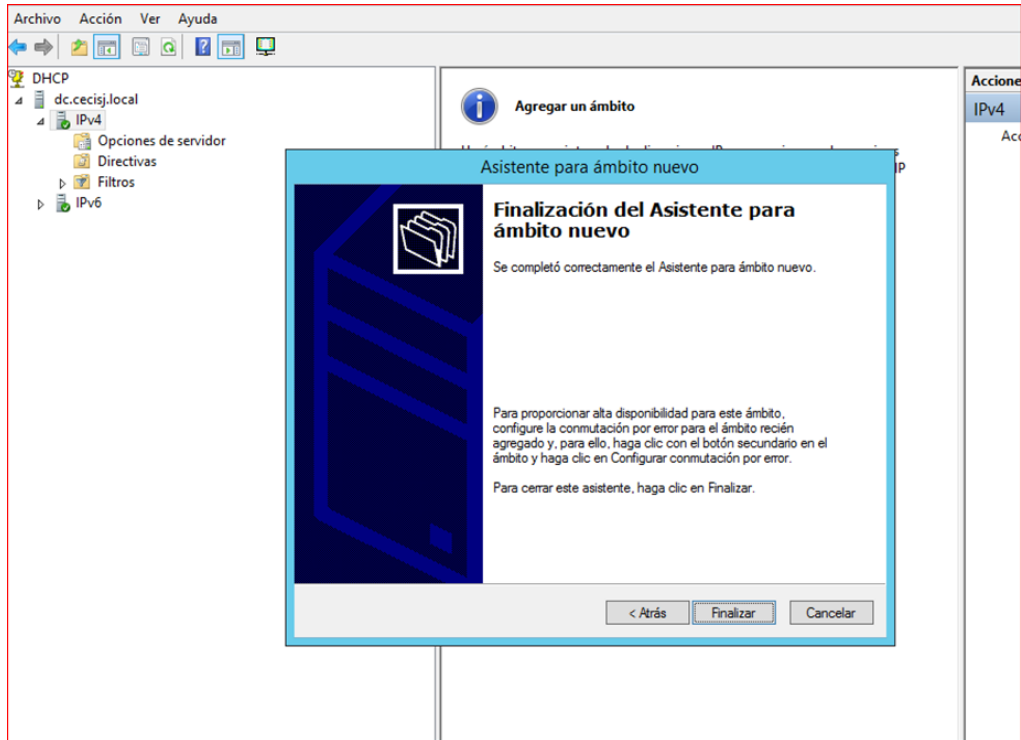 Archivo Acción Ver Ayuda
DHCP
dc.cecisj.local
IPv4
Opciones de servidor
Directivas
Filtros
IPv6
Agregar un ámbito
IP
Accione
IPv4
Acc
Asistente para ámbito nuevo
Finalización del Asistente para
ámbito nuevo
Se completó correctamente el Asistente para ámbito nuevo.
Para proporcionar alta disponibilidad para este ámbito,
configure la conmutación por error para el ámbito recién
agregado y, para ello, haga clic con el botón secundario en el
ámbito y haga clic en Configurar conmutación por error.
Para cerrar este asistente, haga clic en Finalizar.
< Atrás Finalizar Cancelar